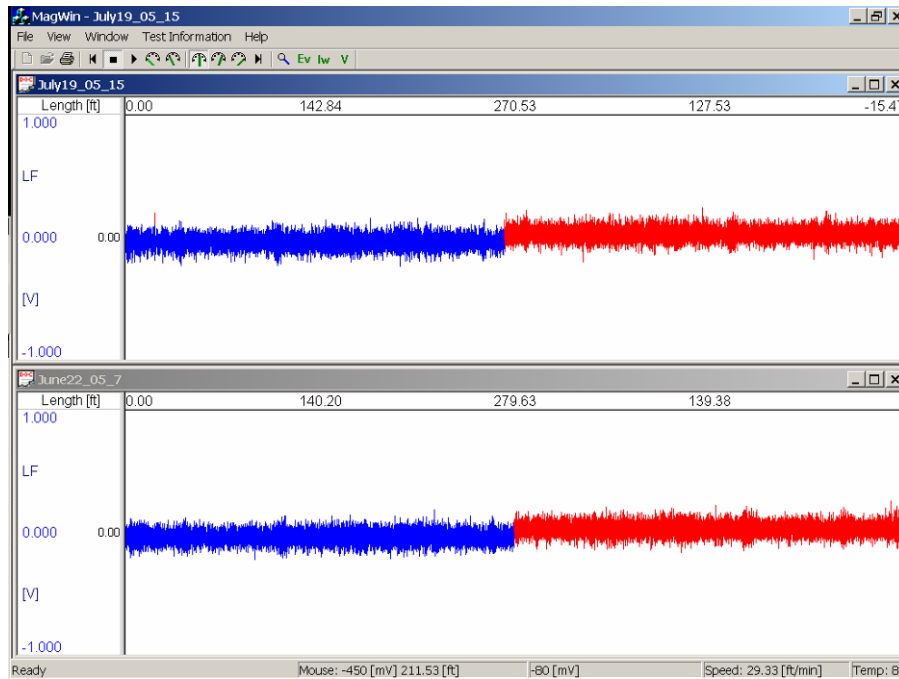 MagWin - July19_05_15
File View Window Test Information Help
Ev Iw V
July19_05_15
Length [ft] 0.00 142.84 270.53 127.53 -15.47
1.000
LF
0.000 0.00
[V]
-1.000
June22_05_7
Length [ft] 0.00 140.20 279.63 139.38
1.000
LF
0.000 0.00
[V]
-1.000
Ready Mouse: -450 [mV] 211.53 [ft] -80 [mV] Speed: 29.33 [ft/min] Temp: 8